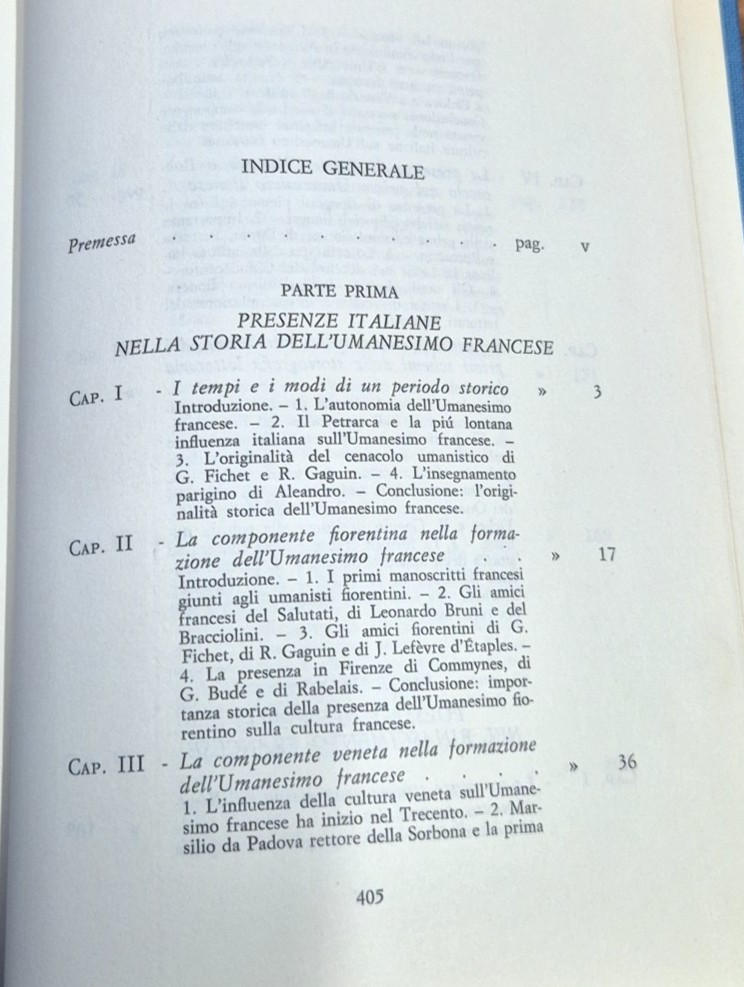 INDICE GENERALE
Premessa . . . . . . . . . pag. V
PARTE PRIMA
PRESENZE ITALIANE
NELLA STORIA DELL'UMANESIMO FRANCESE
CAP. I - I tempi e i modi di un periodo storico » 3
Introduzione. – 1. L'autonomia dell'Umanesimo
francese. – 2. Il Petrarca e la piú lontana
influenza italiana sull'Umanesimo francese. –
3. L'originalità del cenacolo umanistico di
G. Fichet e R. Gaguin. – 4. L'insegnamento
parigino di Aleandro. – Conclusione: l'origi-
nalità storica dell'Umanesimo francese.
CAP. II - La componente fiorentina nella forma-
zione dell'Umanesimo francese . . » 17
Introduzione. – 1. I primi manoscritti francesi
giunti agli umanisti fiorentini. – 2. Gli amici
francesi del Salutati, di Leonardo Bruni e del
Bracciolini. – 3. Gli amici fiorentini di G.
Fichet, di R. Gaguin e di J. Lefèvre d'Étaples. –
4. La presenza in Firenze di Commynes, di
G. Budé e di Rabelais. – Conclusione: impor-
tanza storica della presenza dell'Umanesimo fio-
rentino sulla cultura francese.
CAP. III - La componente veneta nella formazione
dell'Umanesimo francese . . . . » 36
1. L'influenza della cultura veneta sull'Umane-
simo francese ha inizio nel Trecento. – 2. Mar-
silio da Padova rettore della Sorbona e la prima
405